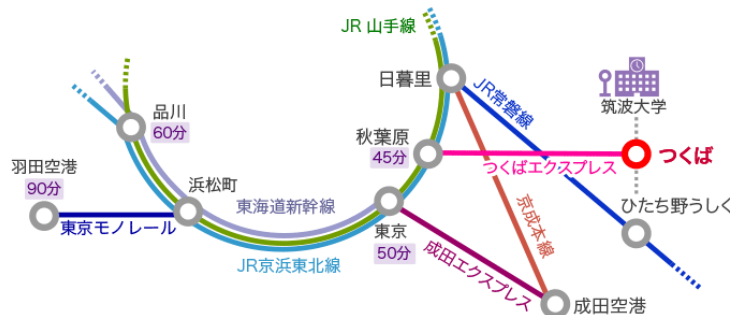 JR 山手線
日暮里
JR常磐線
筑波大学
品川
60分
秋葉原
45分
つくばエクスプレス
つくば
羽田空港
90分
浜松町
東海道新幹線
京成本線
ひたち野うしく
東京モノレール
東京
50分
JR京浜東北線
成田エクスプレス
成田空港